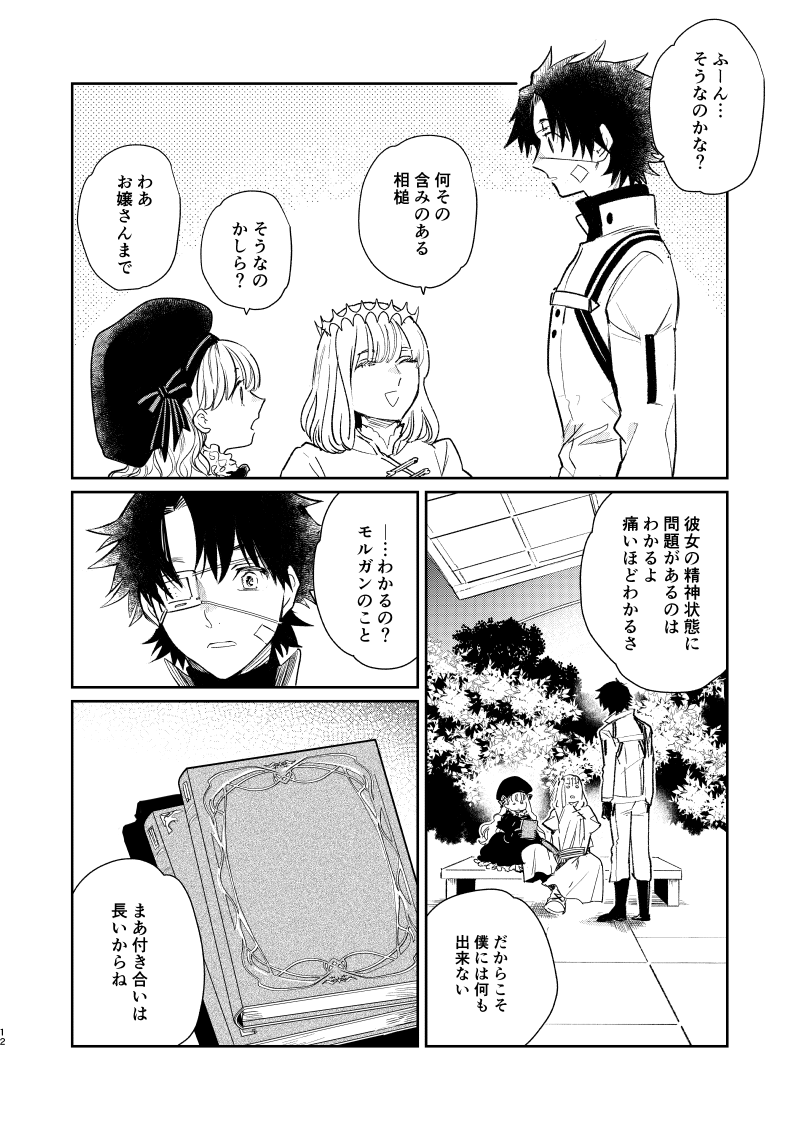 ふーん…
そうなのかな?
何その
含みのある
相槌
そうなの
かしら?
わあ
お嬢さんまで
彼女の精神状態に
問題があるのは
わかるよ
痛いほどわかるさ
だからこそ
僕には何も
出来ない
―…わかるの?
モルガンのこと
まあ付き合いは
長いからね
12